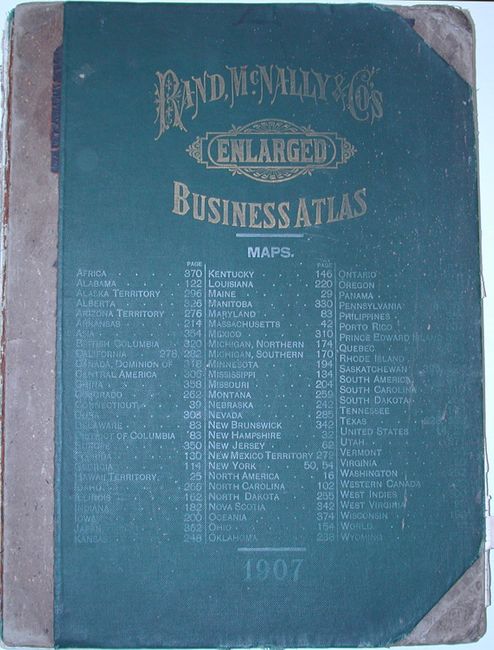 RAND, MCNALLY & CO'S
ENLARGED
BUSINESS ATLAS
MAPS.
PAGE
AFRICA 370
ALABAMA 122
ALASKA TERRITORY 296
ALBERTA 326
ARIZONA TERRITORY 276
ARKANSAS 214
ASIA 354
BRITISH COLUMBIA 320
CALIFORNIA 278, 282
CANADA, DOMINION OF 318
CENTRAL AMERICA
CHINA 358
COLORADO 262
CONNECTICUT 39
CUBA 308
DELAWARE 83
DISTRICT OF COLUMBIA 83
EUROPE 350
FLORIDA 130
GEORGIA 114
HAWAII TERRITORY 25
IDAHO 266
ILLINOIS 162
INDIANA 182
IOWA 200
JAPAN 362
KANSAS 248
PAGE
KENTUCKY 146
LOUISIANA 220
MAINE 29
MANITOBA 330
MARYLAND 83
MASSACHUSETTS 42
MEXICO 310
MICHIGAN, NORTHERN 174
MICHIGAN, SOUTHERN 170
MINNESOTA 194
MISSISSIPPI 134
MISSOURI 204
MONTANA 259
NEBRASKA 242
NEVADA 285
NEW BRUNSWICK 342
NEW HAMPSHIRE 32
NEW JERSEY 62
NEW MEXICO TERRITORY 272
NEW YORK 50, 54
NORTH AMERICA 16
NORTH CAROLINA 102
NORTH DAKOTA 255
NOVA SCOTIA 342
OCEANIA 374
OHIO 154
OKLAHOMA 238
ONTARIO
OREGON
PANAMA
PENNSYLVANIA
PHILIPPINES
PORTO RICO
PRINCE EDWARD ISLAND
QUEBEC
RHODE ISLAND
SASKATCHEWAN
SOUTH AMERICA
SOUTH CAROLINA
SOUTH DAKOTA
TENNESSEE
TEXAS
UNITED STATES
UTAH
VERMONT
VIRGINIA
WASHINGTON
WESTERN CANADA
WEST INDIES
WEST VIRGINIA
WISCONSIN
WORLD
WYOMING
1907